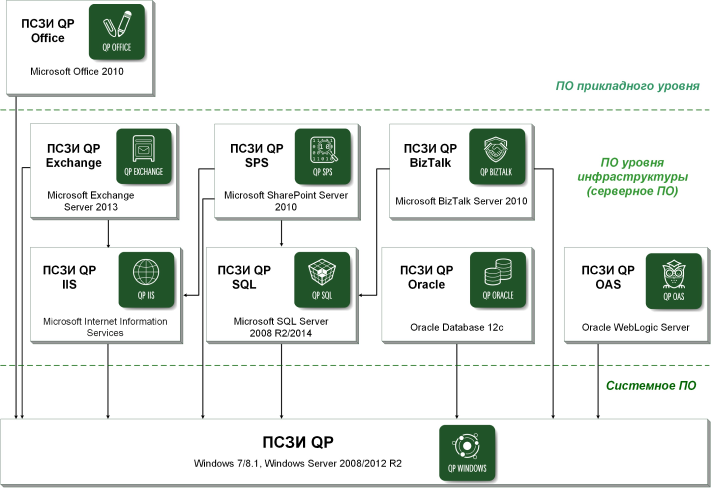 ПСЗИ QP
Office
QP OFFICE
Microsoft Office 2010
ПО прикладного уровня
ПСЗИ QP
Exchange
QP EXCHANGE
Microsoft Exchange
Server 2013
ПСЗИ QP
SPS
QP SPS
Microsoft SharePoint Server
2010
ПСЗИ QP
BizTalk
QP BIZTALK
Microsoft BizTalk Server 2010
ПО уровня
инфраструктуры
(серверное ПО)
ПСЗИ QP
IIS
QP IIS
Microsoft Internet Information
Services
ПСЗИ QP
SQL
QP SQL
Microsoft SQL Server
2008 R2/2014
ПСЗИ QP
Oracle
QP ORACLE
Oracle Database 12c
ПСЗИ QP
OAS
QP OAS
Oracle WebLogic Server
Системное ПО
ПСЗИ QP
Windows 7/8.1, Windows Server 2008/2012 R2
QP WINDOWS